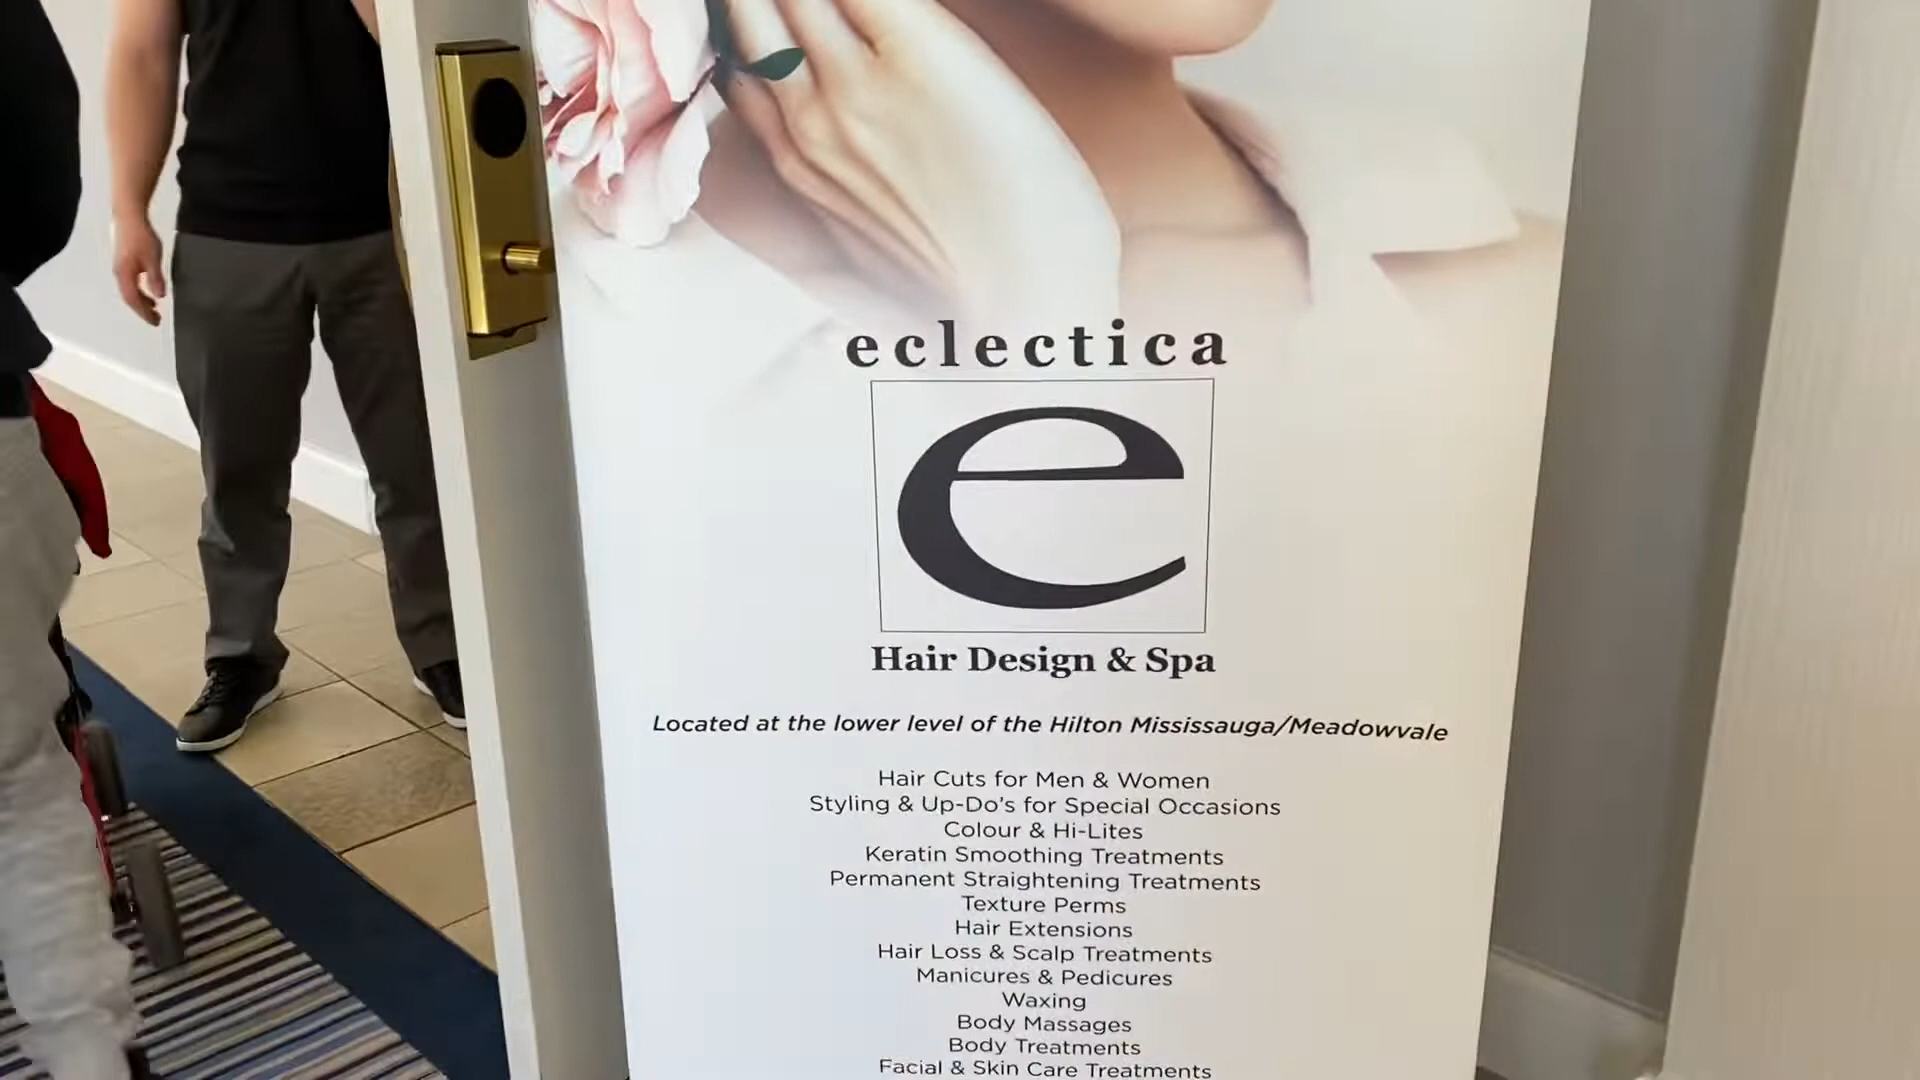 eclectica
e
Hair Design & Spa
Located at the lower level of the Hilton Mississauga/Meadowvale
Hair Cuts for Men & Women
Styling & Up-Do's for Special Occasions
Colour & Hi-Lites
Keratin Smoothing Treatments
Permanent Straightening Treatments
Texture Perms
Hair Extensions
Hair Loss & Scalp Treatments
Manicures & Pedicures
Waxing
Body Massages
Body Treatments
Facial & Skin Care Treatments